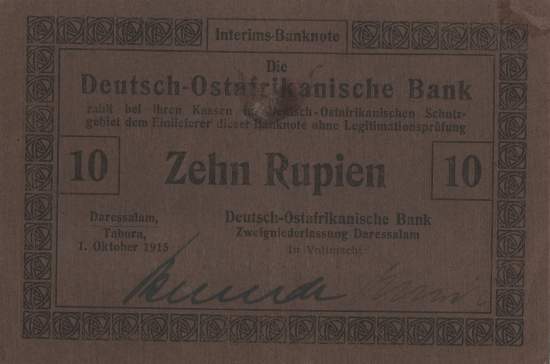 Interims-Banknote
Die
Deutsch-Ostafrikanische Bank
zahlt bei ihren Kassen im Deutsch-Ostafrikanischen Schutz-
gebiet dem Einlieferer dieser Banknote ohne Legitimationsprüfung
10 Zehn Rupien 10
Daressalam,
Tabora,
1. Oktober 1915
Deutsch-Ostafrikanische Bank
Zweigniederlassung Daressalam
In Vollmacht